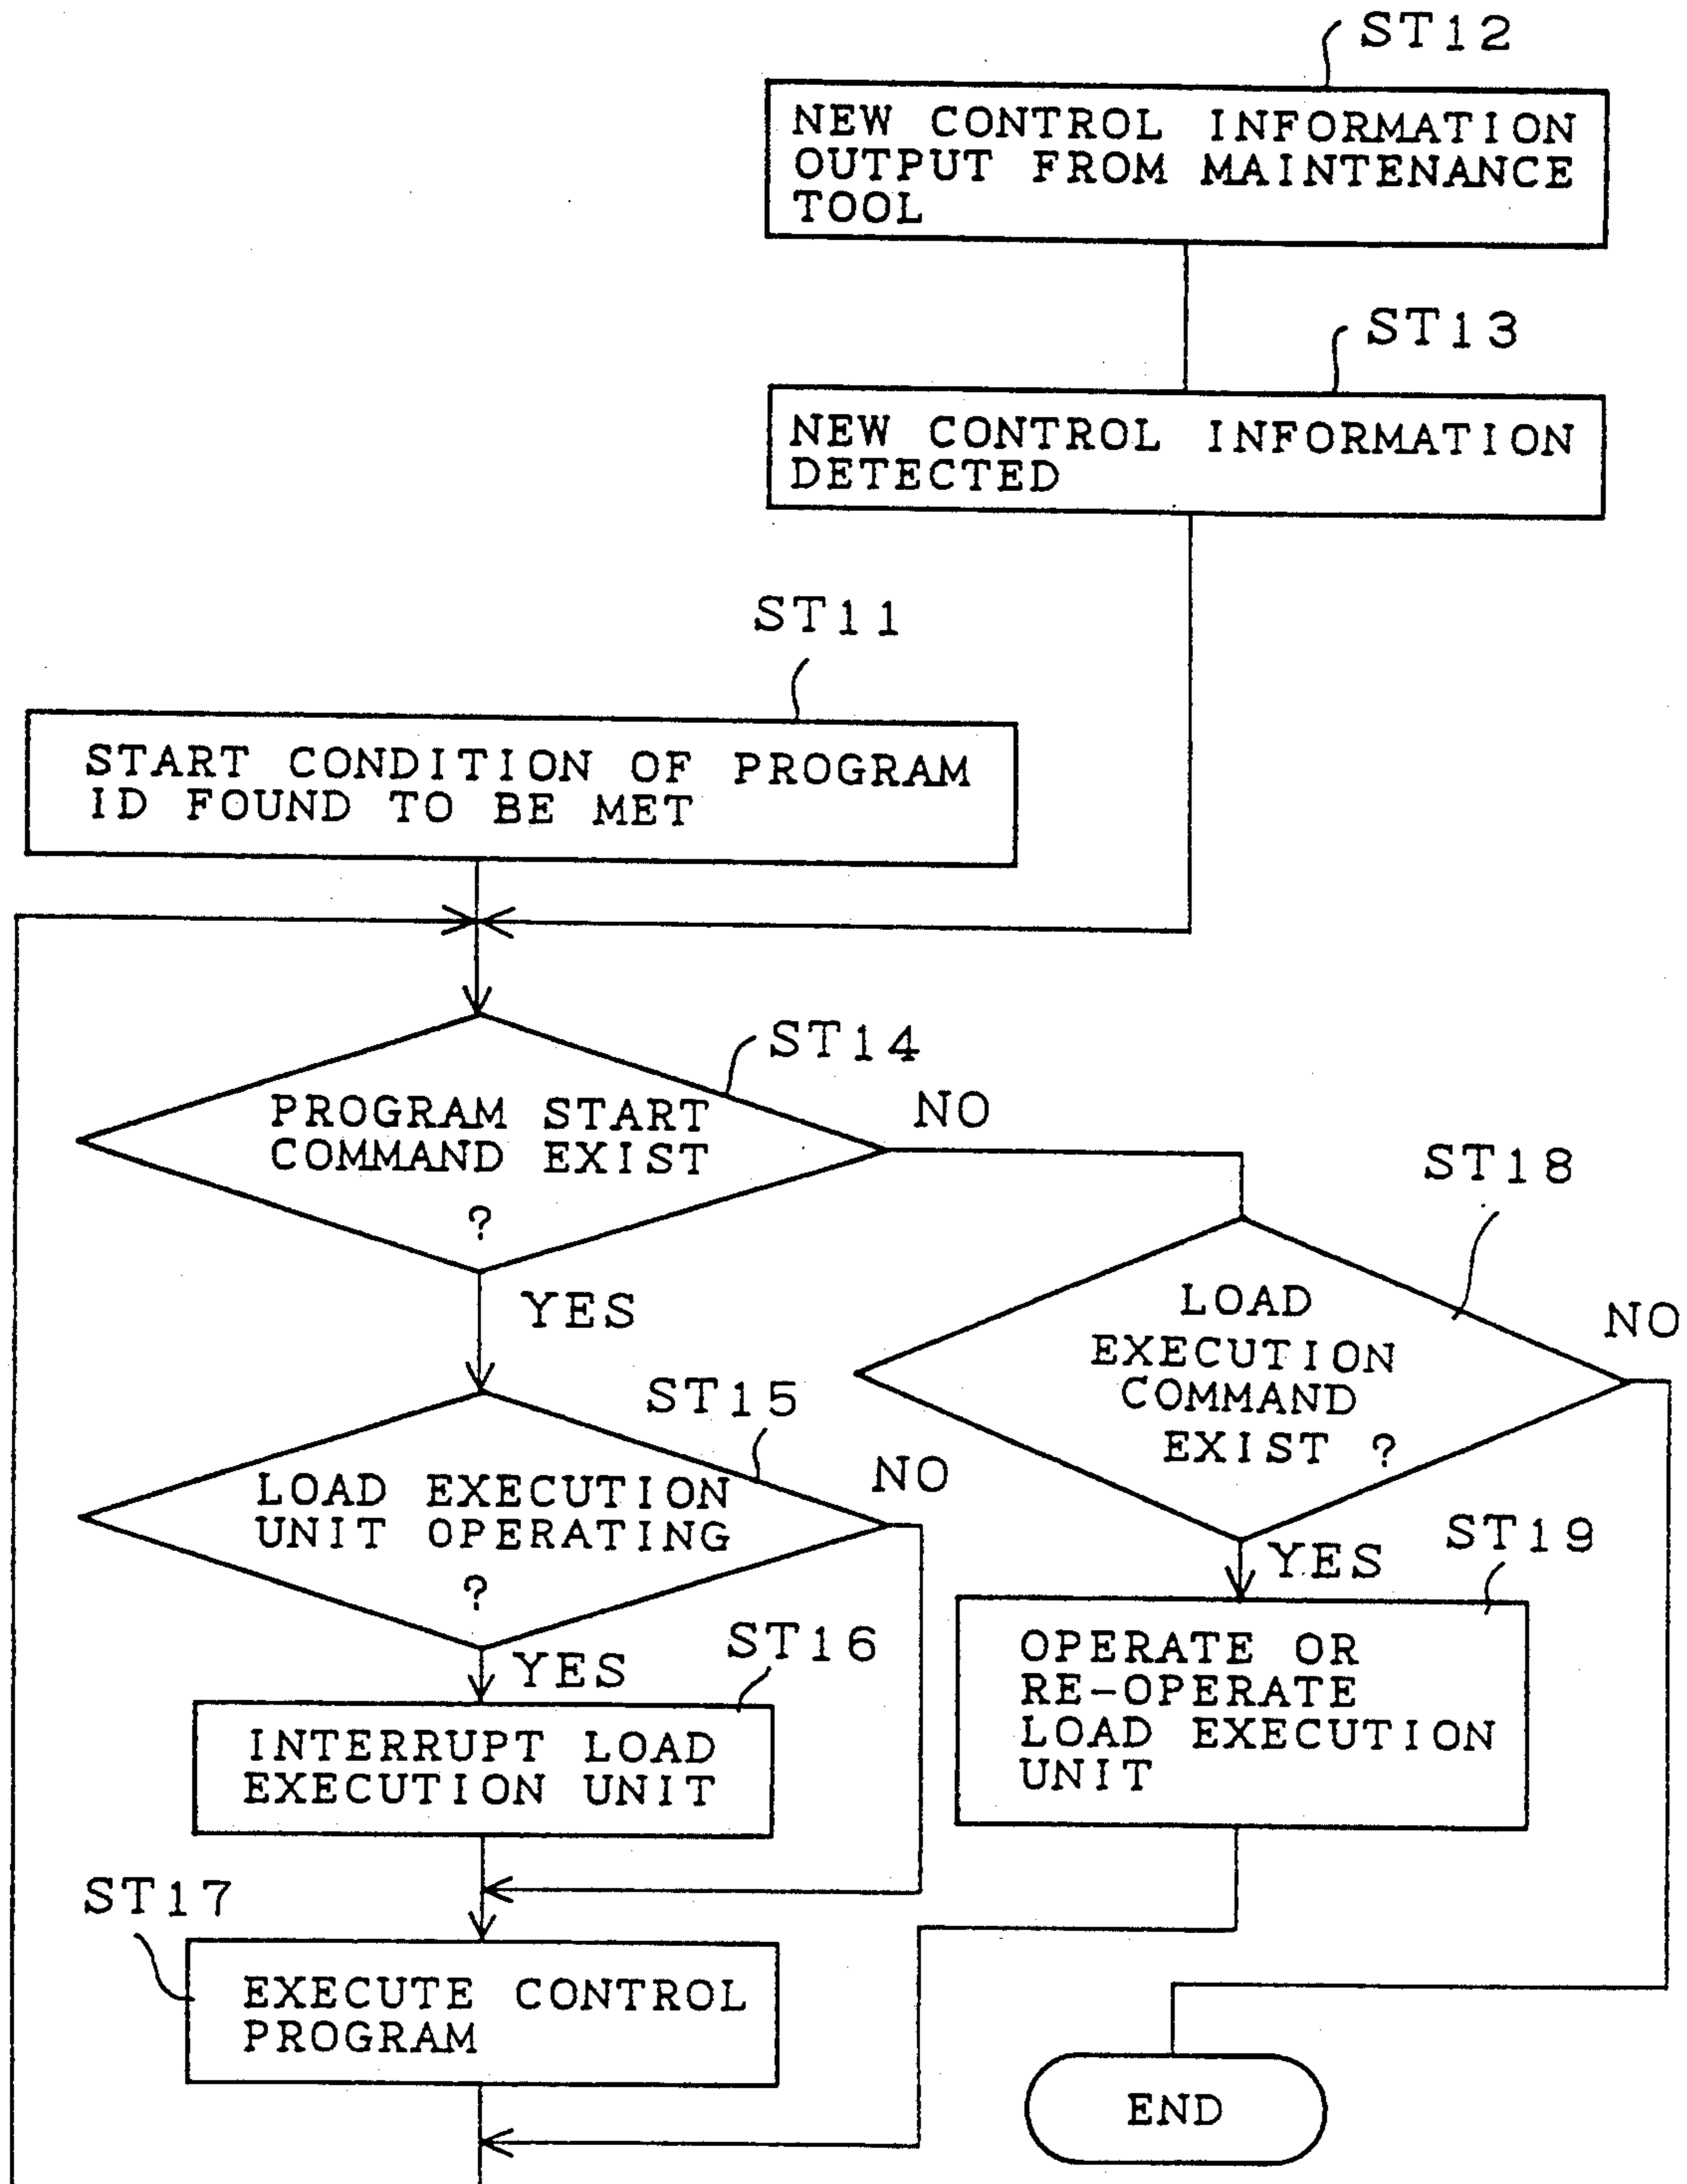 ST12
NEW CONTROL INFORMATION
OUTPUT FROM MAINTENANCE
TOOL
ST13
NEW CONTROL INFORMATION
DETECTED
ST11
START CONDITION OF PROGRAM
ID FOUND TO BE MET
ST14
PROGRAM START
COMMAND EXIST
?
NO
YES
ST18
LOAD
EXECUTION
COMMAND
EXIST ?
NO
ST15
LOAD EXECUTION
UNIT OPERATING
?
NO
YES
ST19
YES
OPERATE OR
RE-OPERATE
LOAD EXECUTION
UNIT
ST16
INTERRUPT LOAD
EXECUTION UNIT
ST17
EXECUTE CONTROL
PROGRAM
END